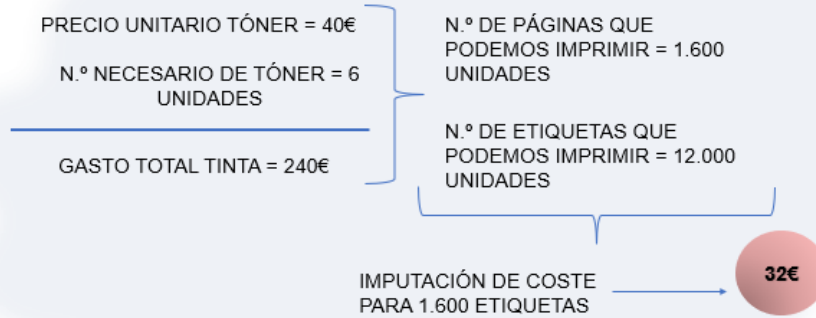 PRECIO UNITARIO TÓNER = 40€
N.º NECESARIO DE TÓNER = 6
UNIDADES
GASTO TOTAL TINTA = 240€
N.º DE PÁGINAS QUE
PODEMOS IMPRIMIR = 1.600
UNIDADES
N.º DE ETIQUETAS QUE
PODEMOS IMPRIMIR = 12.000
UNIDADES
IMPUTACIÓN DE COSTE
PARA 1.600 ETIQUETAS
32€